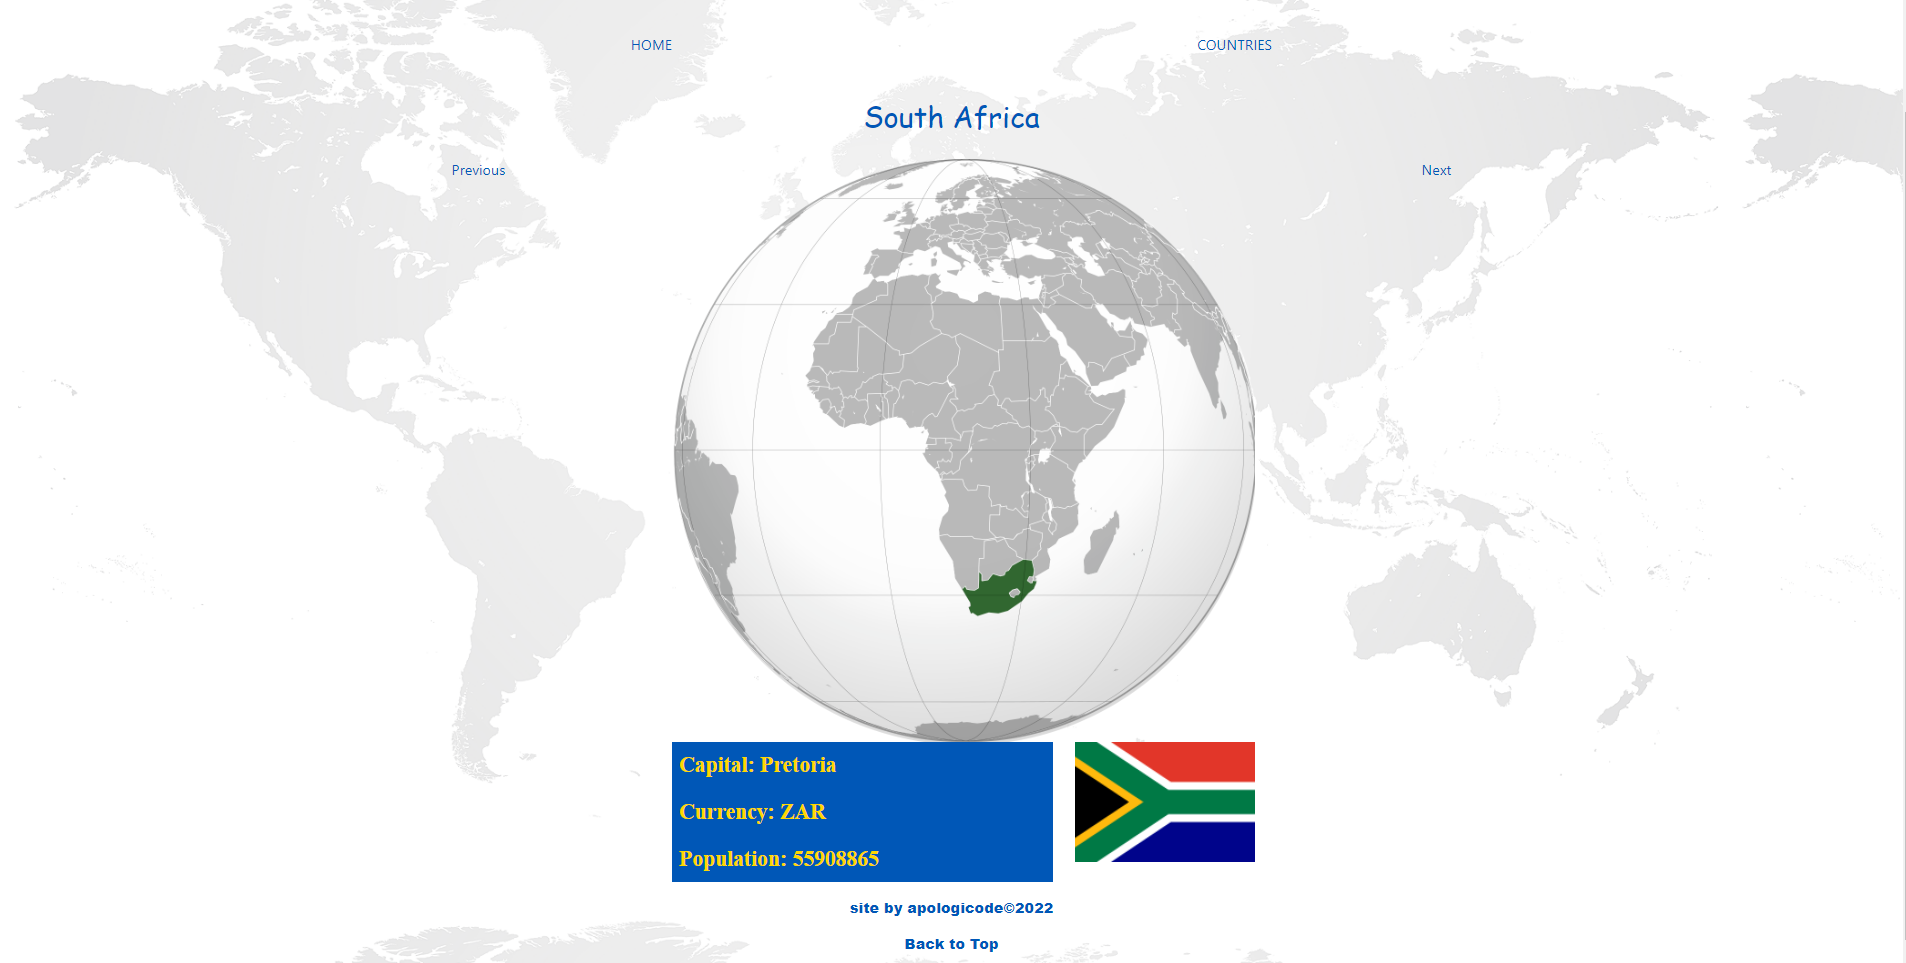 HOME
COUNTRIES
South Africa
Previous
Next
Capital: Pretoria
Currency: ZAR
Population: 55908865
site by apologicode©2022
Back to Top